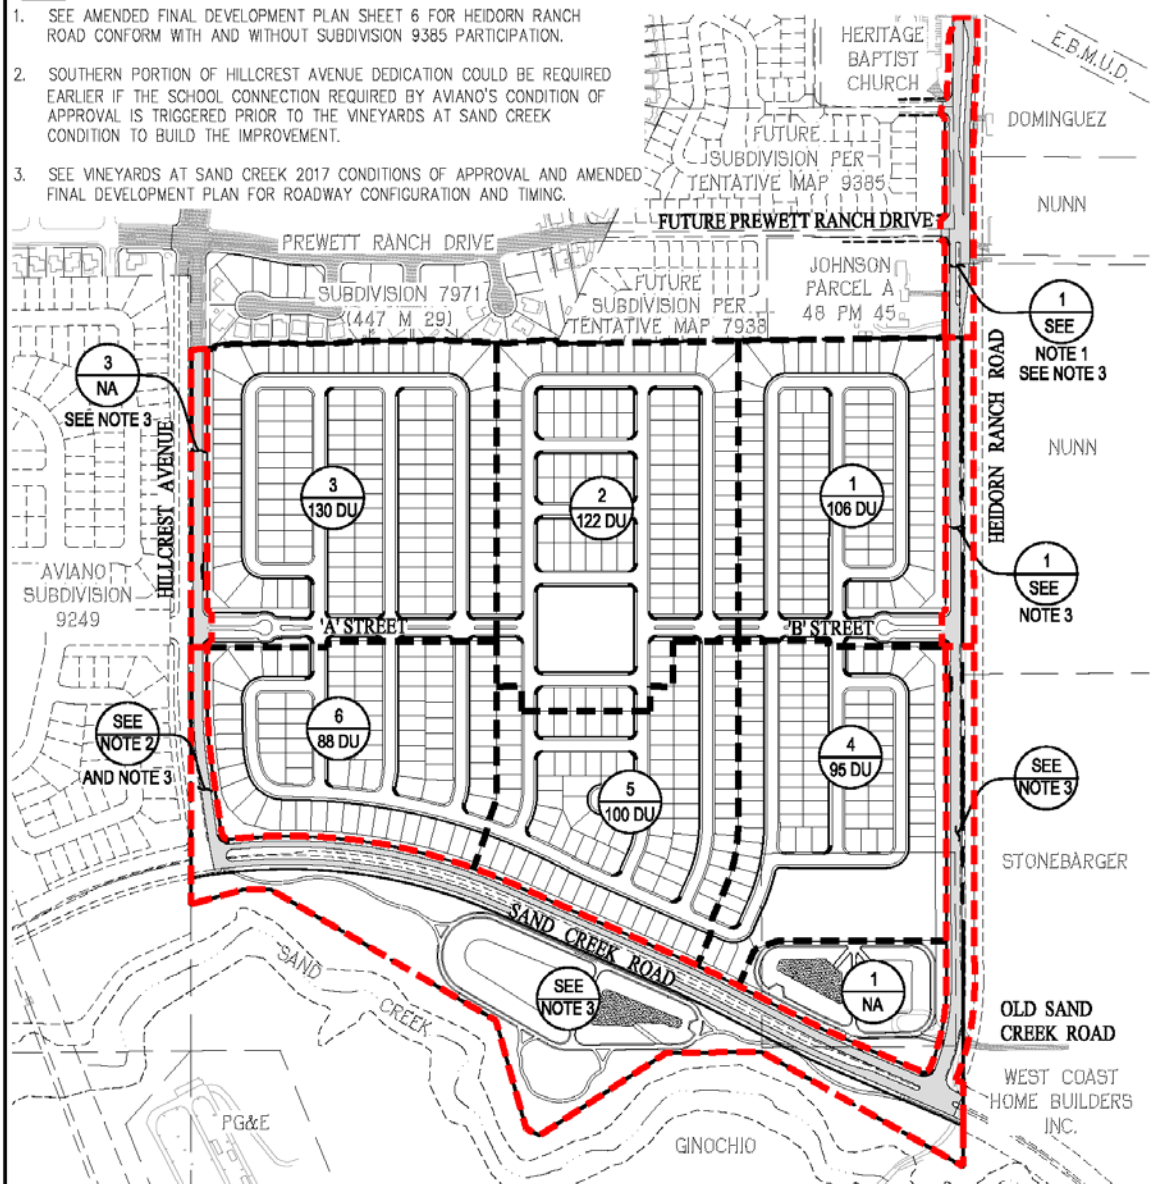 1. SEE AMENDED FINAL DEVELOPMENT PLAN SHEET 6 FOR HEIDORN RANCH
ROAD CONFORM WITH AND WITHOUT SUBDIVISION 9385 PARTICIPATION.
2. SOUTHERN PORTION OF HILLCREST AVENUE DEDICATION COULD BE REQUIRED
EARLIER IF THE SCHOOL CONNECTION REQUIRED BY AVIANO'S CONDITION OF
APPROVAL IS TRIGGERED PRIOR TO THE VINEYARDS AT SAND CREEK
CONDITION TO BUILD THE IMPROVEMENT.
3. SEE VINEYARDS AT SAND CREEK 2017 CONDITIONS OF APPROVAL AND AMENDED
FINAL DEVELOPMENT PLAN FOR ROADWAY CONFIGURATION AND TIMING.
HERITAGE
BAPTIST
CHURCH
E.B.M.U.D.
DOMINGUEZ
FUTURE
SUBDIVISION PER
TENTATIVE MAP 9385
NUNN
FUTURE PREWETT RANCH DRIVE
PREWETT RANCH DRIVE
SUBDIVISION 7971
(447 M 29)
FUTURE
SUBDIVISION PER
TENTATIVE MAP 7938
JOHNSON
PARCEL A
48 PM 45
1
SEE
NOTE 1
SEE NOTE 3
3
NA
SEE NOTE 3
HILLCREST AVENUE
HEIDORN RANCH ROAD
NUNN
3
130 DU
2
122 DU
1
106 DU
1
SEE
NOTE 3
AVIANO
SUBDIVISION
9249
'A' STREET
'B' STREET
SEE
NOTE 2
AND NOTE 3
6
88 DU
5
100 DU
4
95 DU
SEE
NOTE 3
STONEBARGER
SAND CREEK ROAD
SAND CREEK
SEE
NOTE 3
1
NA
OLD SAND
CREEK ROAD
WEST COAST
HOME BUILDERS
INC.
PG&E
GINOCHIO